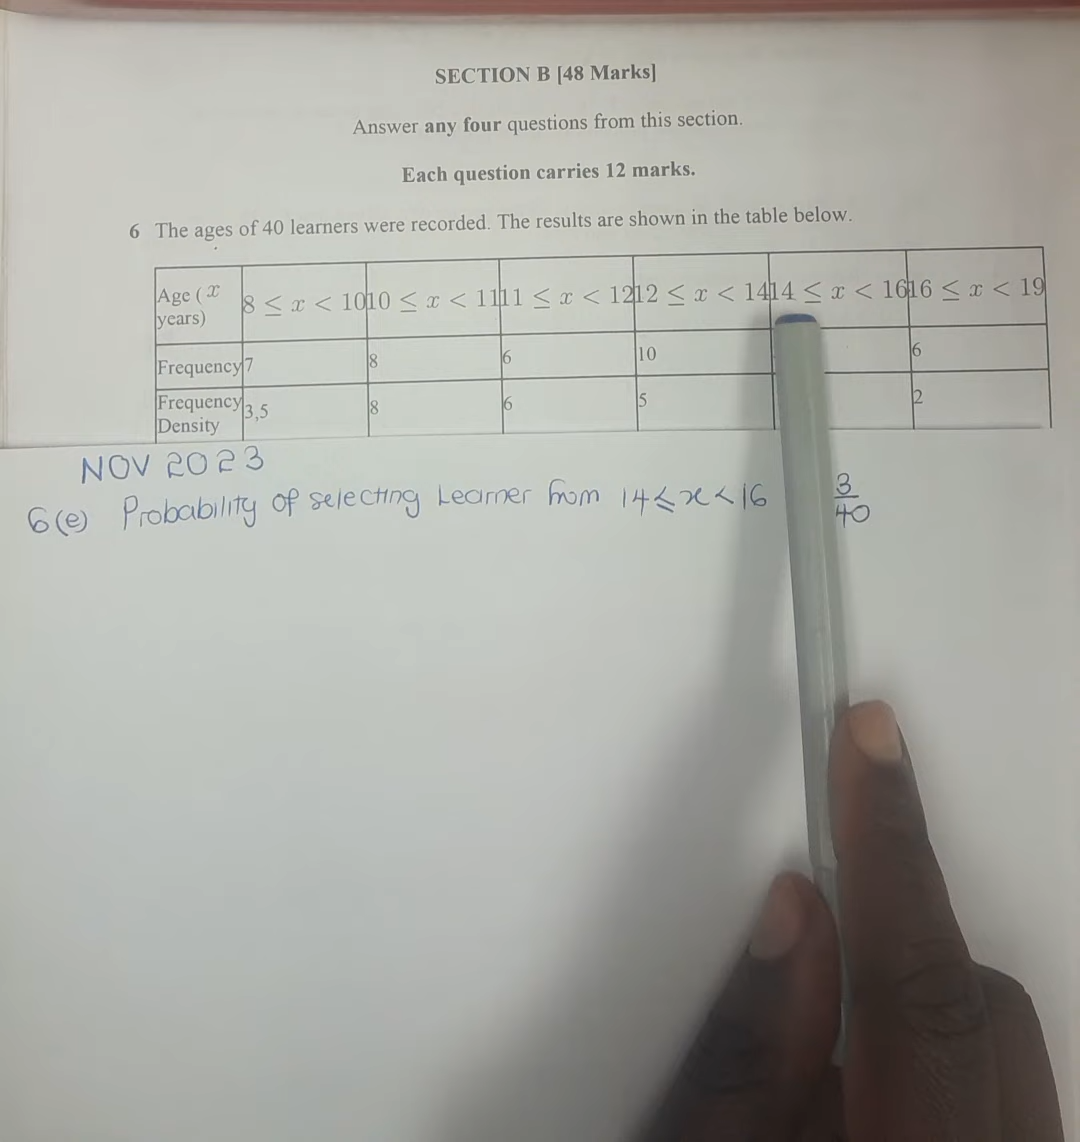 SECTION B [48 Marks]
Answer any four questions from this section.
Each question carries 12 marks.
6 The ages of 40 learners were recorded. The results are shown in the table below.
Age (x years) 8 ≤ x < 10 10 ≤ x < 11 11 ≤ x < 12 12 ≤ x < 14 14 ≤ x < 16 16 ≤ x < 19
Frequency 7 8 6 10 6
Frequency Density 3,5 8 6 5 2
NOV 2023
6(e) Probability of selecting Learner from 14 ≤ x < 16 3/40